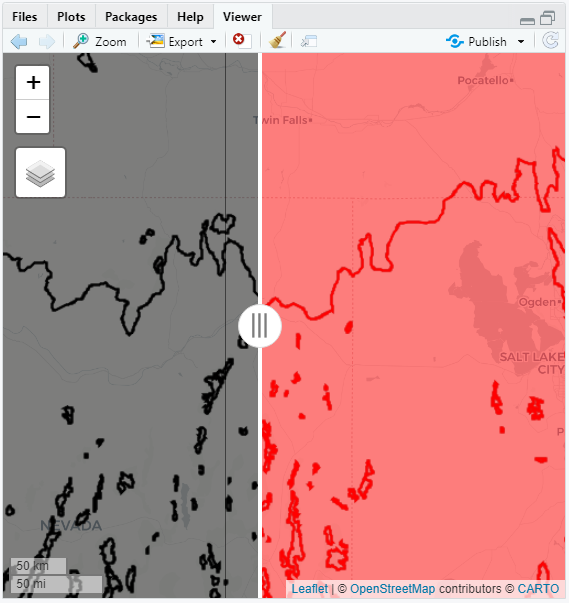 Files Plots Packages Help Viewer
Zoom Export Publish
+
−
Pocatello
Twin Falls
Ogden
SALT LAKE
CITY
P
NEVADA
50 km
50 mi
Leaflet | © OpenStreetMap contributors © CARTO